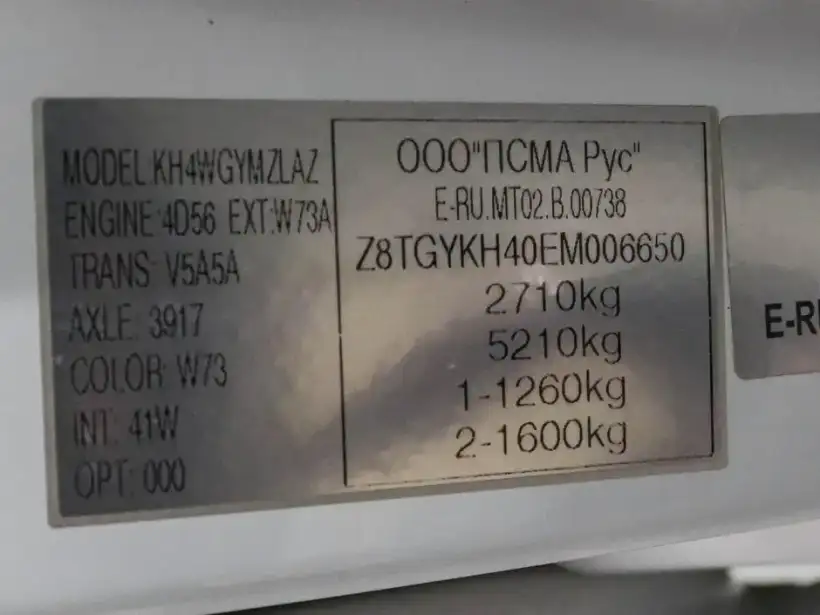 MODEL:KH4WGYMZLAZ
ENGINE:4D56 EXT:W73A
TRANS: V5A5A
AXLE: 3917
COLOR: W73
INT: 41W
OPT: 000
ООО"ПСМА Рус"
E-RU.MT02.B.00738
Z8TGYKH40EM006650
2710kg
5210kg
1-1260kg
2-1600kg
E-RU